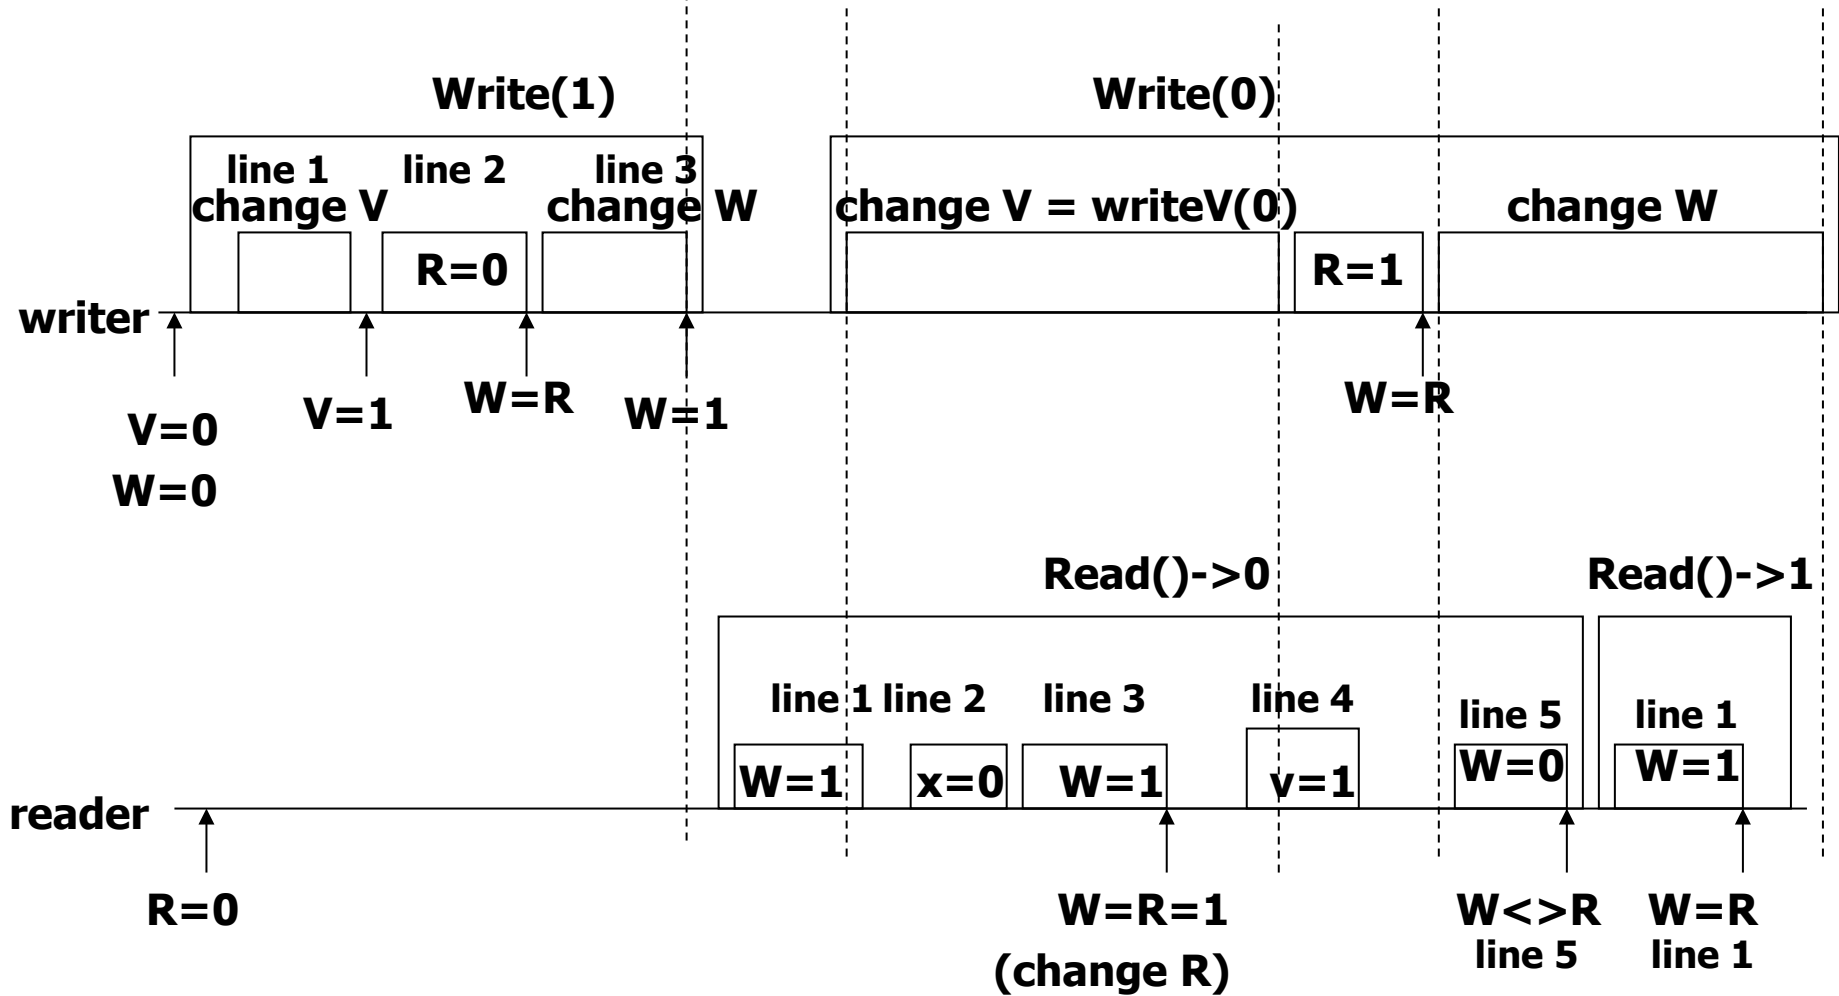 Write(1)
Write(0)
line 1
line 2
line 3
change V
change W
change V = writeV(0)
change W
R=0
R=1
writer
V=0
W=0
V=1
W=R
W=1
W=R
Read()->0
Read()->1
line 1
line 2
line 3
line 4
line 5
line 1
W=1
x=0
W=1
v=1
W=0
W=1
reader
R=0
W=R=1
(change R)
W<>R
line 5
W=R
line 1